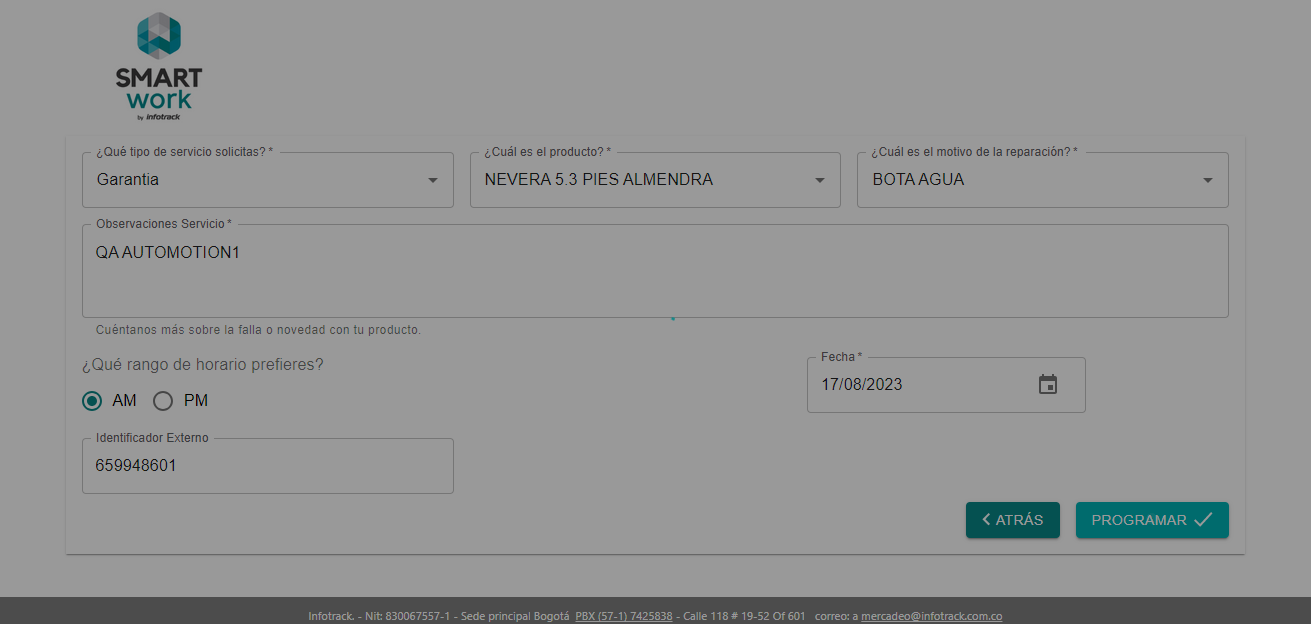 SMART
work
by infotrack
¿Qué tipo de servicio solicitas? *
Garantia
¿Cuál es el producto? *
NEVERA 5.3 PIES ALMENDRA
¿Cuál es el motivo de la reparación? *
BOTA AGUA
Observaciones Servicio *
QA AUTOMOTION1
Cuéntanos más sobre la falla o novedad con tu producto.
¿Qué rango de horario prefieres?
AM PM
Fecha *
17/08/2023
Identificador Externo
659948601
ATRÁS
PROGRAMAR
Infotrack. - Nit: 830067557-1 - Sede principal Bogotá PBX (57-1) 7425838 - Calle 118 # 19-52 Of 601 correo: a mercadeo@infotrack.com.co